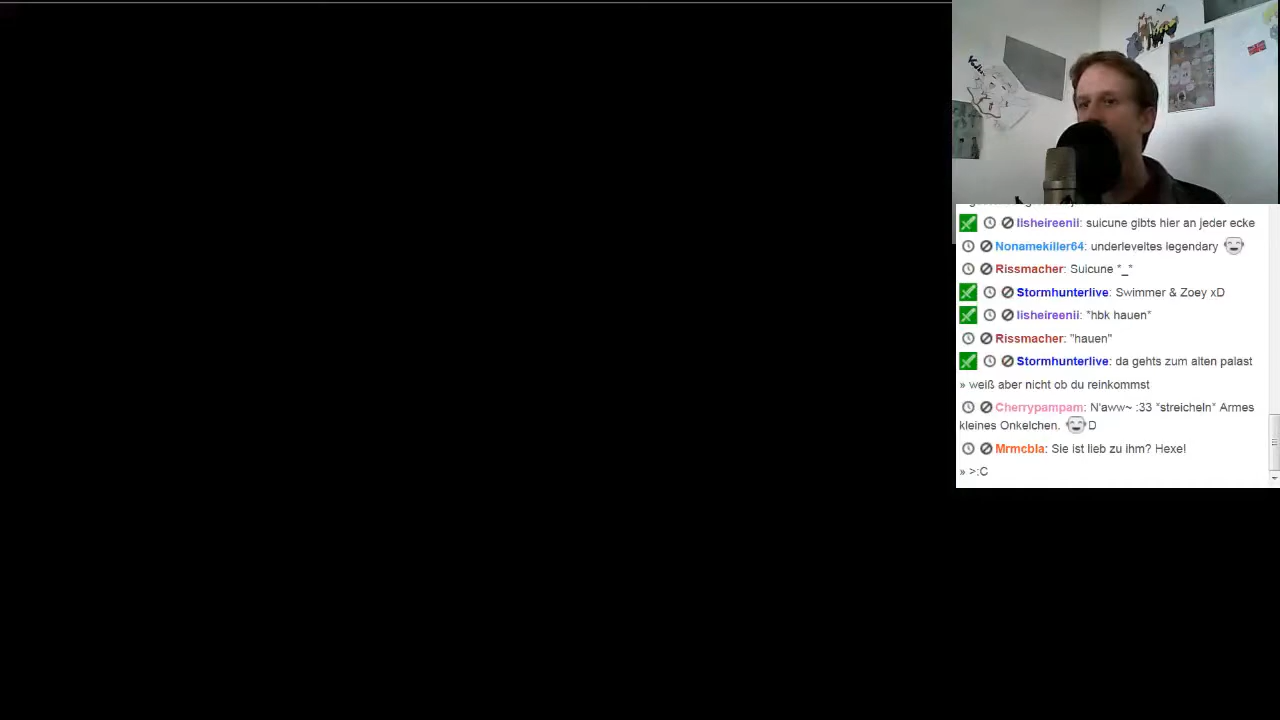 lisheireenii: suicune gibts hier an jeder ecke
Nonamekiller64: underleveltes legendary
Rissmacher: Suicune *_*
Stormhunterlive: Swimmer & Zoey xD
lisheireenii: *hbk hauen*
Rissmacher: "hauen"
Stormhunterlive: da gehts zum alten palast
» weiß aber nicht ob du reinkommst
Cherrypampam: N'aww~ :33 *streicheln* Armes
kleines Onkelchen. D
Mrmcbla: Sie ist lieb zu ihm? Hexe!
» >:C